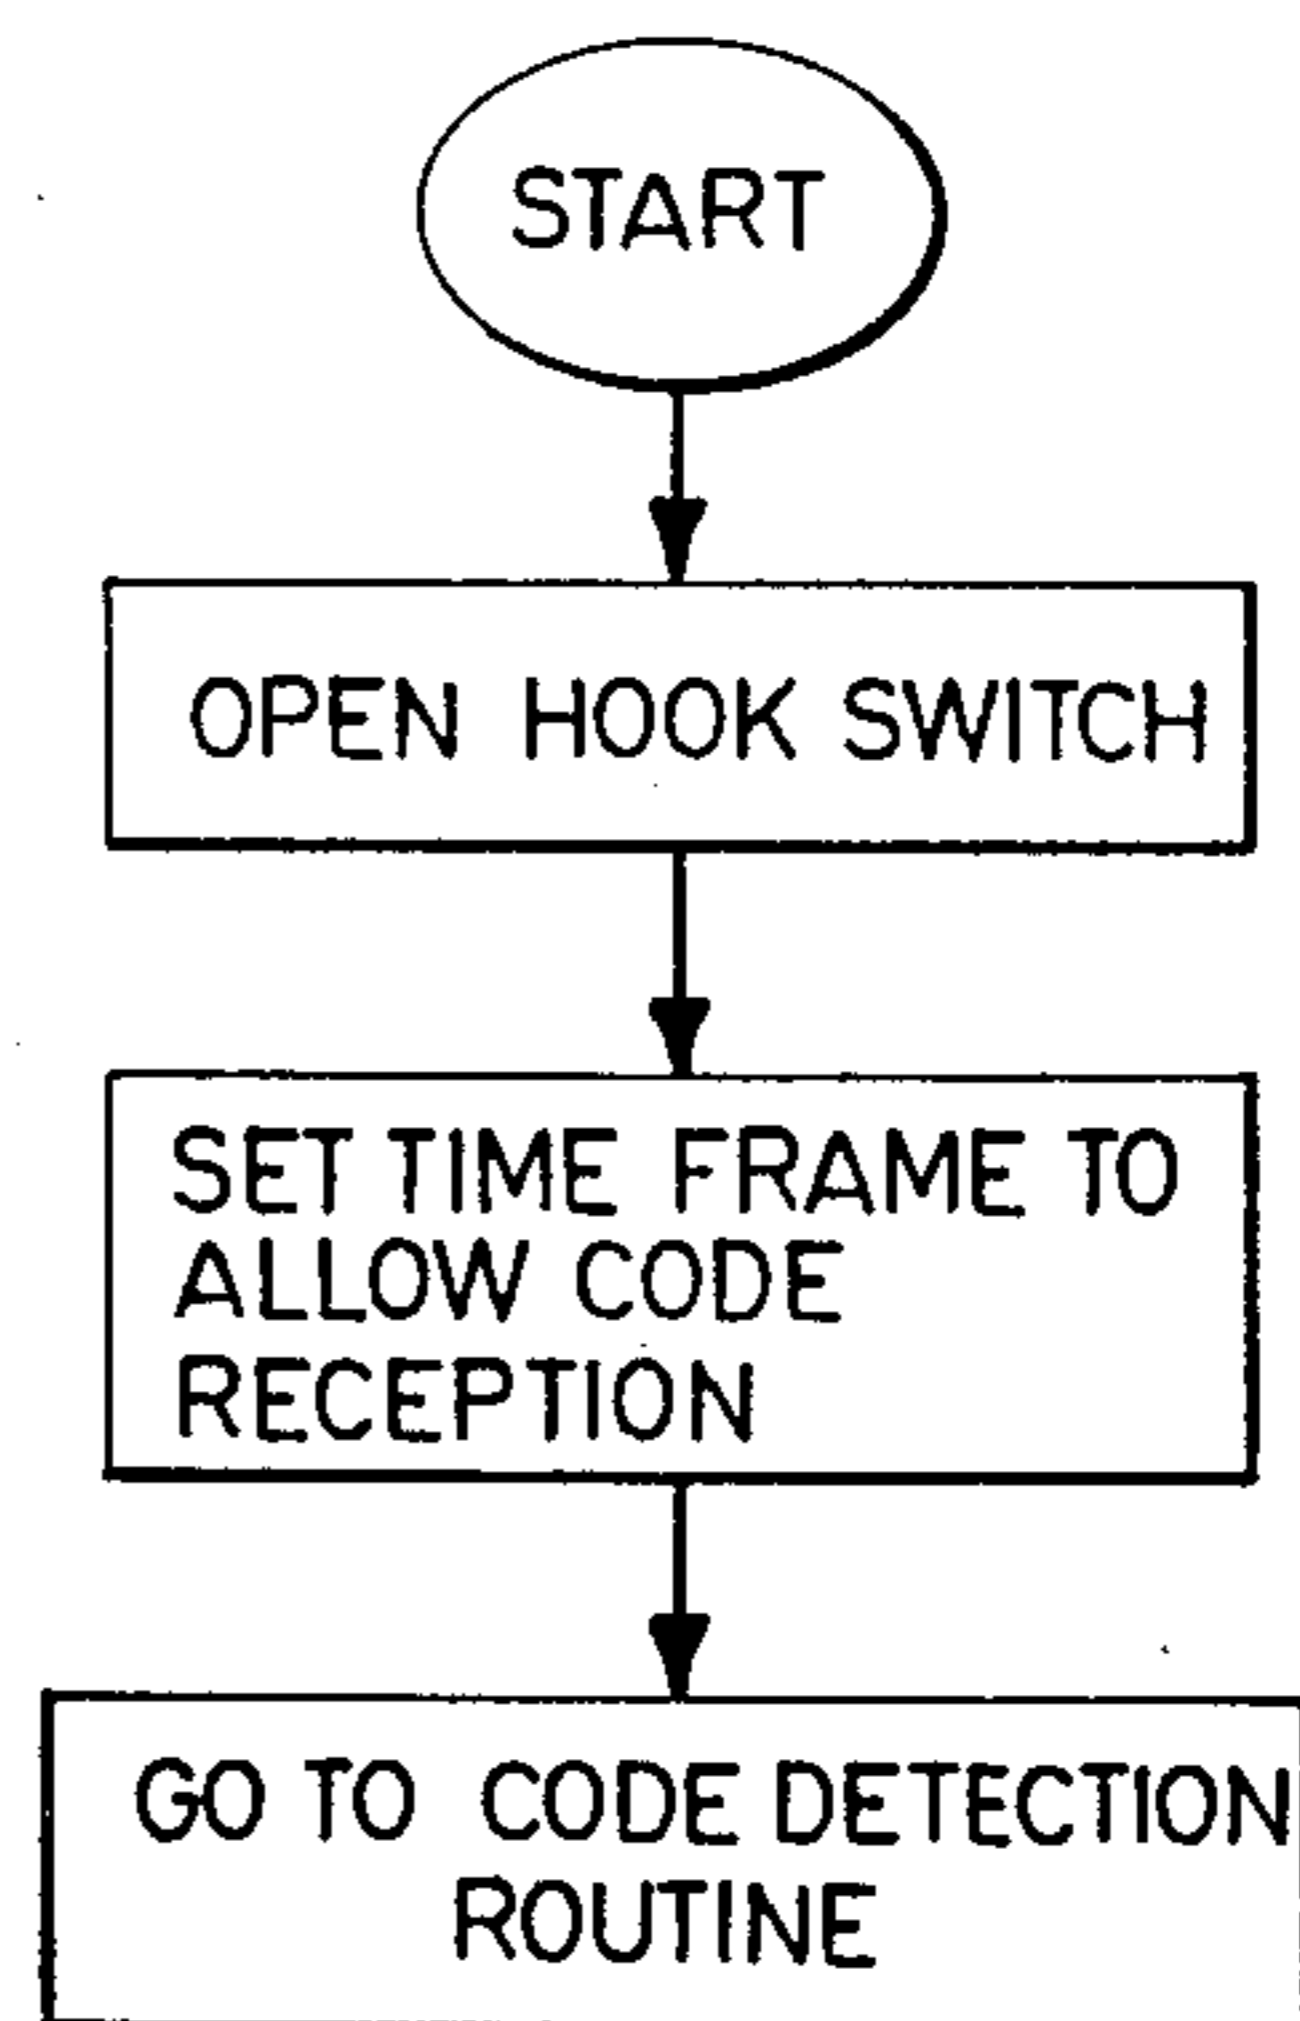 START
OPEN HOOK SWITCH
SET TIME FRAME TO
ALLOW CODE
RECEPTION
GO TO CODE DETECTION
ROUTINE